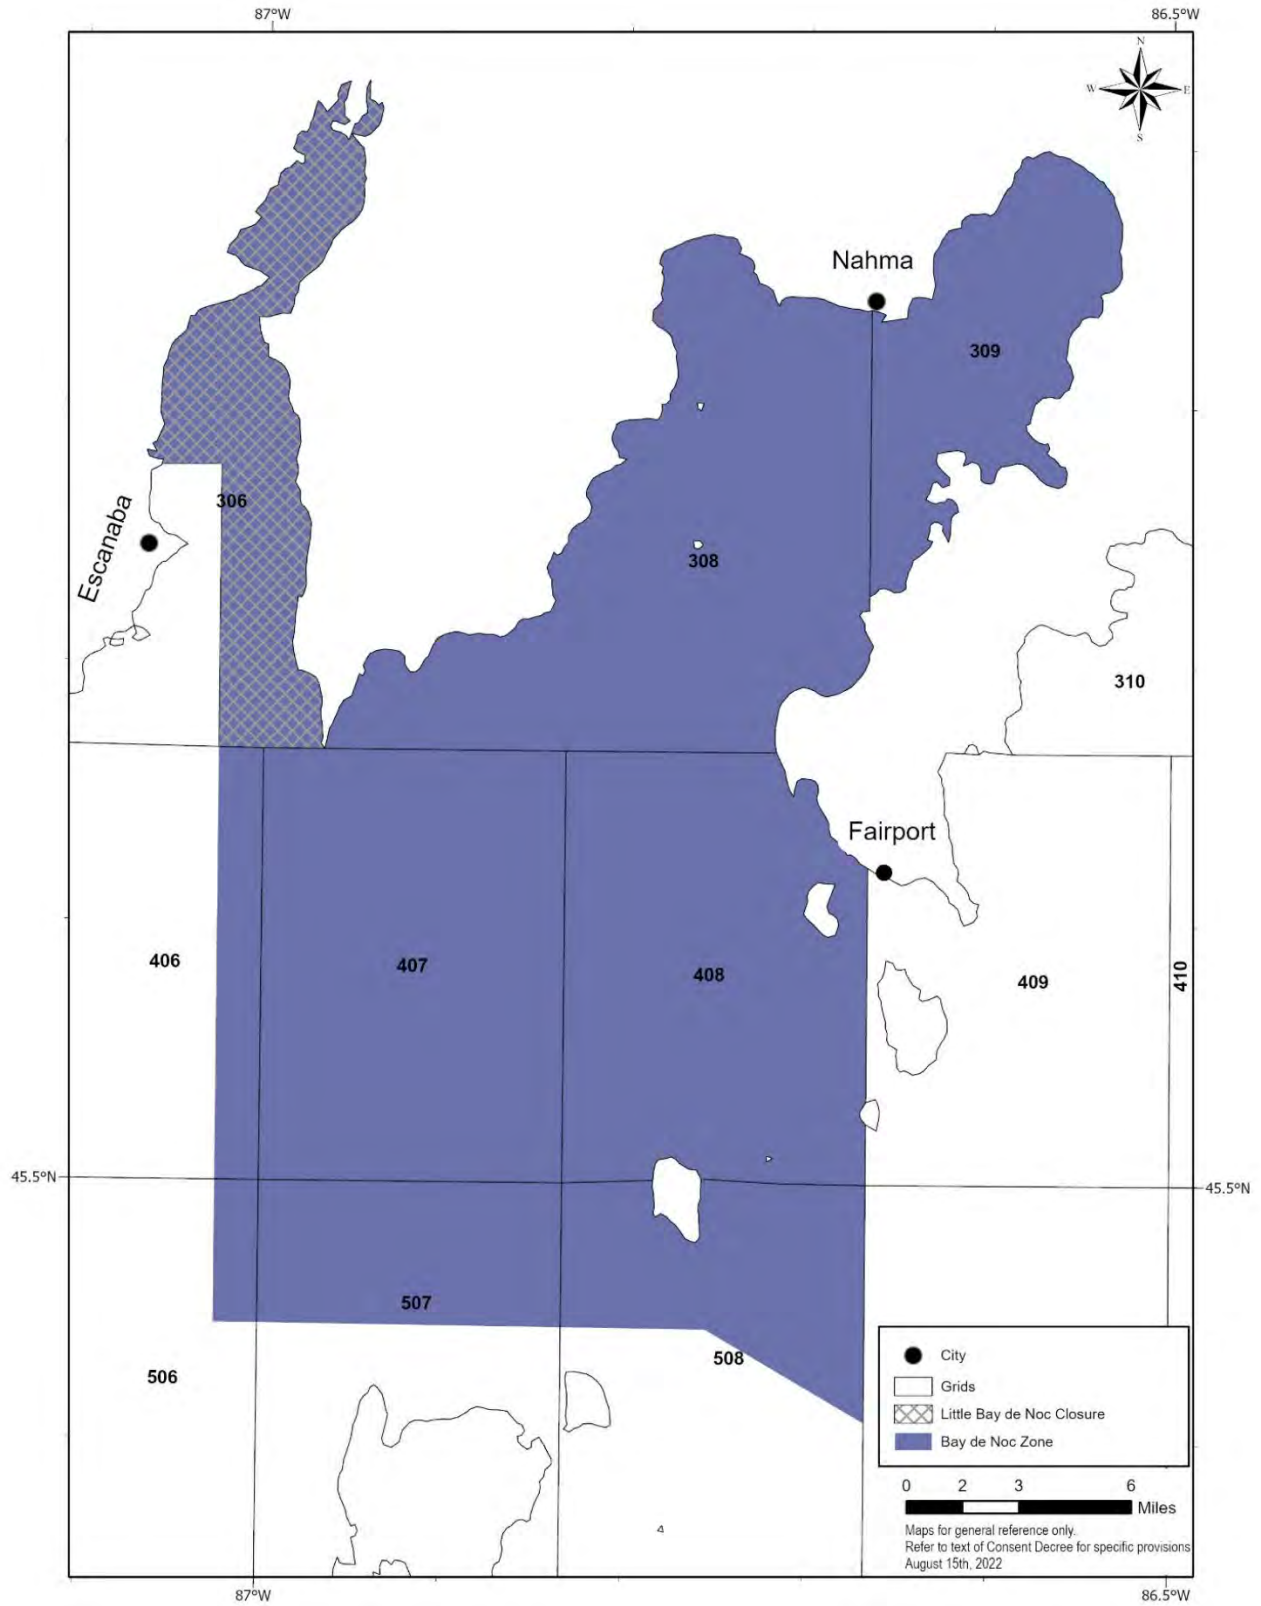 87°W
86.5°W
N
W
E
S
Nahma
309
306
Escanaba
308
310
Fairport
406
407
408
409
410
45.5°N
45.5°N
507
506
508
City
Grids
Little Bay de Noc Closure
Bay de Noc Zone
0 2 3 6
Miles
Maps for general reference only.
Refer to text of Consent Decree for specific provisions
August 15th, 2022
87°W
86.5°W